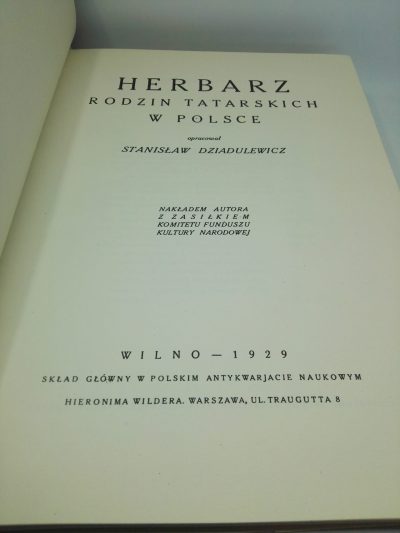 HERBARZ
RODZIN TATARSKICH
W POLSCE
opracował
STANISŁAW DZIADULEWICZ
NAKŁADEM AUTORA
Z ZASIŁKIEM
KOMITETU FUNDUSZU
KULTURY NARODOWEJ
WILNO — 1929
SKŁAD GŁÓWNY W POLSKIM ANTYKWARJACIE NAUKOWYM
HIERONIMA WILDERA. WARSZAWA, UL. TRAUGUTTA 8